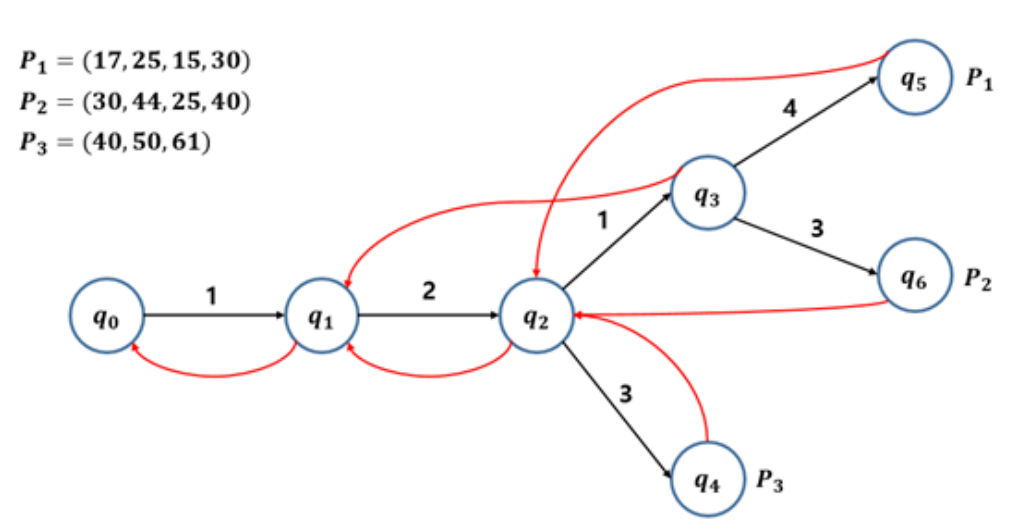 P₁ = (17, 25, 15, 30)
P₂ = (30, 44, 25, 40)
P₃ = (40, 50, 61)
q₅ P₁
4
q₃
1
3
q₆ P₂
q₀ 1 q₁ 2 q₂
3
q₄ P₃